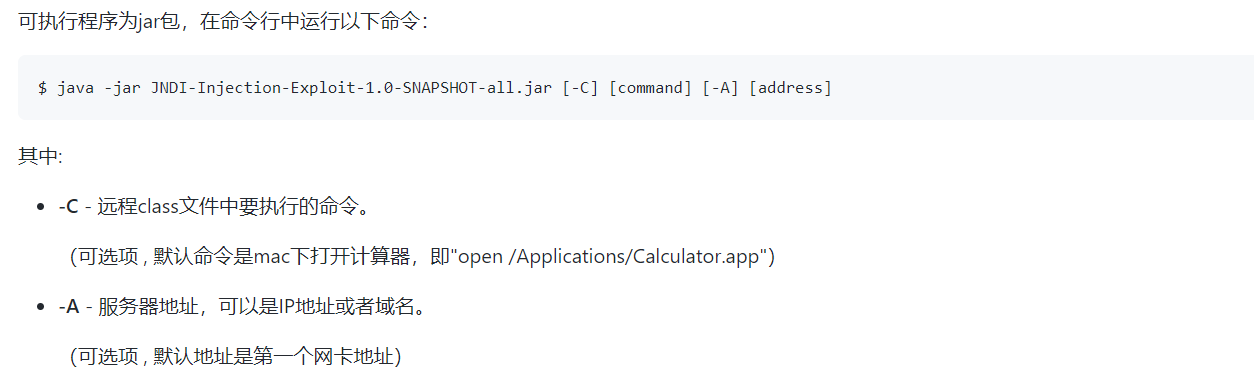 可执行程序为jar包，在命令行中运行以下命令：
$ java -jar JNDI-Injection-Exploit-1.0-SNAPSHOT-all.jar [-C] [command] [-A] [address]
其中:
• -C - 远程class文件中要执行的命令。
（可选项 , 默认命令是mac下打开计算器，即"open /Applications/Calculator.app"）
• -A - 服务器地址，可以是IP地址或者域名。
（可选项 , 默认地址是第一个网卡地址）